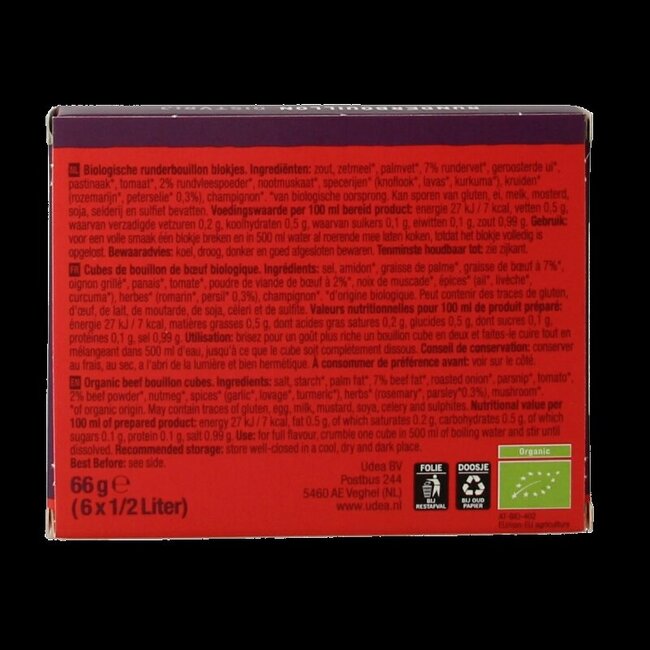 RUNDERBOUILLON
NL Biologische runderbouillon blokjes. Ingrediënten: zout, zetmeel*, palmvet*, 7% rundervet*, geroosterde ui*,
pastinaak*, tomaat*, 2% rundvleespoeder*, nootmuskaat* specerijen* (knoflook*, lavas*, kurkuma*), kruiden*
(rozemarijn*, peterselie* 0,3%), champignon*. *van biologische oorsprong. Kan sporen van gluten, ei, melk, mosterd,
soja, selderij en sulfiet bevatten. Voedingswaarde per 100 ml bereid product: energie 27 kJ / 7 kcal, vetten 0,5 g,
waarvan verzadigde vetzuren 0,2 g, koolhydraten 0,5 g, waarvan suikers 0,1 g, eiwitten 0,1 g, zout 0,99 g. Gebruik:
voor een volle smaak één blokje breken en in 500 ml water al roerende mee laten koken, totdat het blokje volledig is
opgelost. Bewaaradvies: koel, droog, donker en goed afgesloten bewaren. Tenminste houdbaar tot: zie zijkant.
FR Cubes de bouillon de bœuf biologique. Ingrédients: sel, amidon*, graisse de palme*, graisse de bœuf à 7%*,
oignon grillé*, panais*, tomate*, poudre de viande de bœuf à 2%*, noix de muscade*, épices* (ail*, livèche*,
curcuma*), herbes* (romarin*, persil* 0,3%), champignon*. *d'origine biologique. Peut contenir des traces de gluten,
d'œuf, de lait, de moutarde, de soja, céleri et de sulfite. Valeurs nutritionnelles pour 100 ml de produit préparé:
énergie 27 kJ / 7 kcal, matières grasses 0,5 g, dont acides gras satures 0,2 g, glucides 0,5 g, dont sucres 0,1 g,
protéines 0,1 g, sel 0,99 g. Utilisation: brisez pour un goût plus riche un bouillon cube en deux et faites-le cuire tout en
mélangeant dans 500 ml d'eau, jusqu'à ce que le cube soit complètement dissous. Conseil de conservation: conserver
au frais, au sec, a l'abri de la lumière et bien hermétique. À consommer de préférence avant: voir sur le côté.
EN Organic beef bouillon cubes. Ingredients: salt, starch*, palm fat*, 7% beef fat*, roasted onion*, parsnip*, tomato*,
2% beef powder*, nutmeg*, spices* (garlic*, lovage*, turmeric*), herbs* (rosemary*, parsley*0.3%), mushroom*.
*of organic origin. May contain traces of gluten, egg, milk, mustard, soya, celery and sulphites. Nutritional value per
100 ml of prepared product: energy 27 kJ / 7 kcal, fat 0.5 g, of which saturates 0.2 g, carbohydrates 0.5 g, of which
sugars 0.1 g, protein 0.1 g, salt 0.99 g. Use: for full flavour, crumble one cube in 500 ml of boiling water and stir until
dissolved. Recommended storage: store well-closed in a cool, dry and dark place.
Best Before: see side.
66 g ℮
(6 x 1/2 Liter)
Udea BV
Postbus 244
5460 AE Veghel (NL)
www.udea.nl
FOLIE
BIJ
RESTAFVAL
DOOSJE
BIJ OUD
PAPIER
Organic
AT-BIO-402
EU/non-EU agriculture